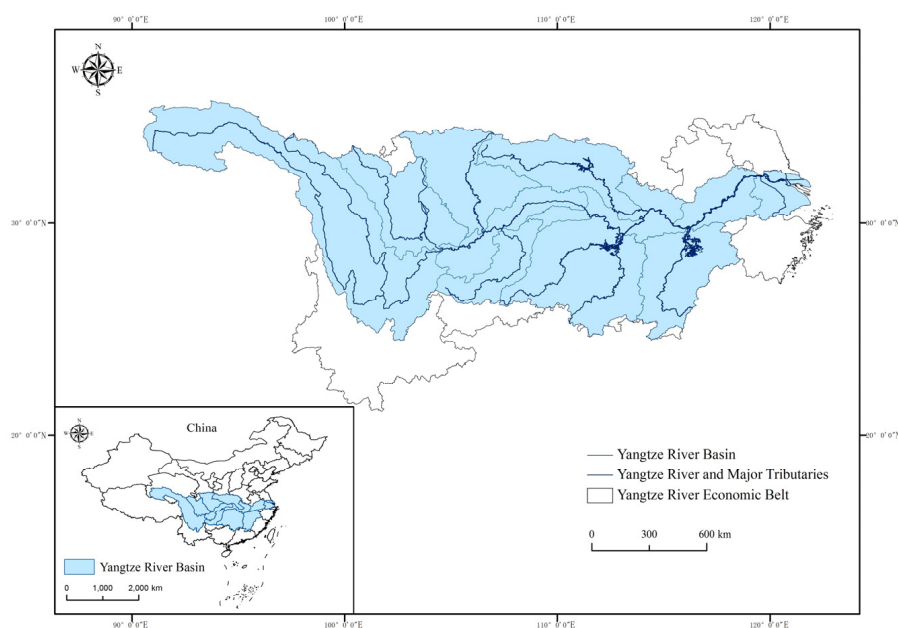 90° 0'0"E 100° 0'0"E 110° 0'0"E 120° 0'0"E
N
W E
S
30° 0'0"N 30° 0'0"N
20° 0'0"N 20° 0'0"N
Yangtze River Basin
Yangtze River and Major Tributaries
Yangtze River Economic Belt
0 300 600 km
N
W E
S
China
Yangtze River Basin
0 1,000 2,000 km
90° 0'0"E 100° 0'0"E 110° 0'0"E 120° 0'0"E